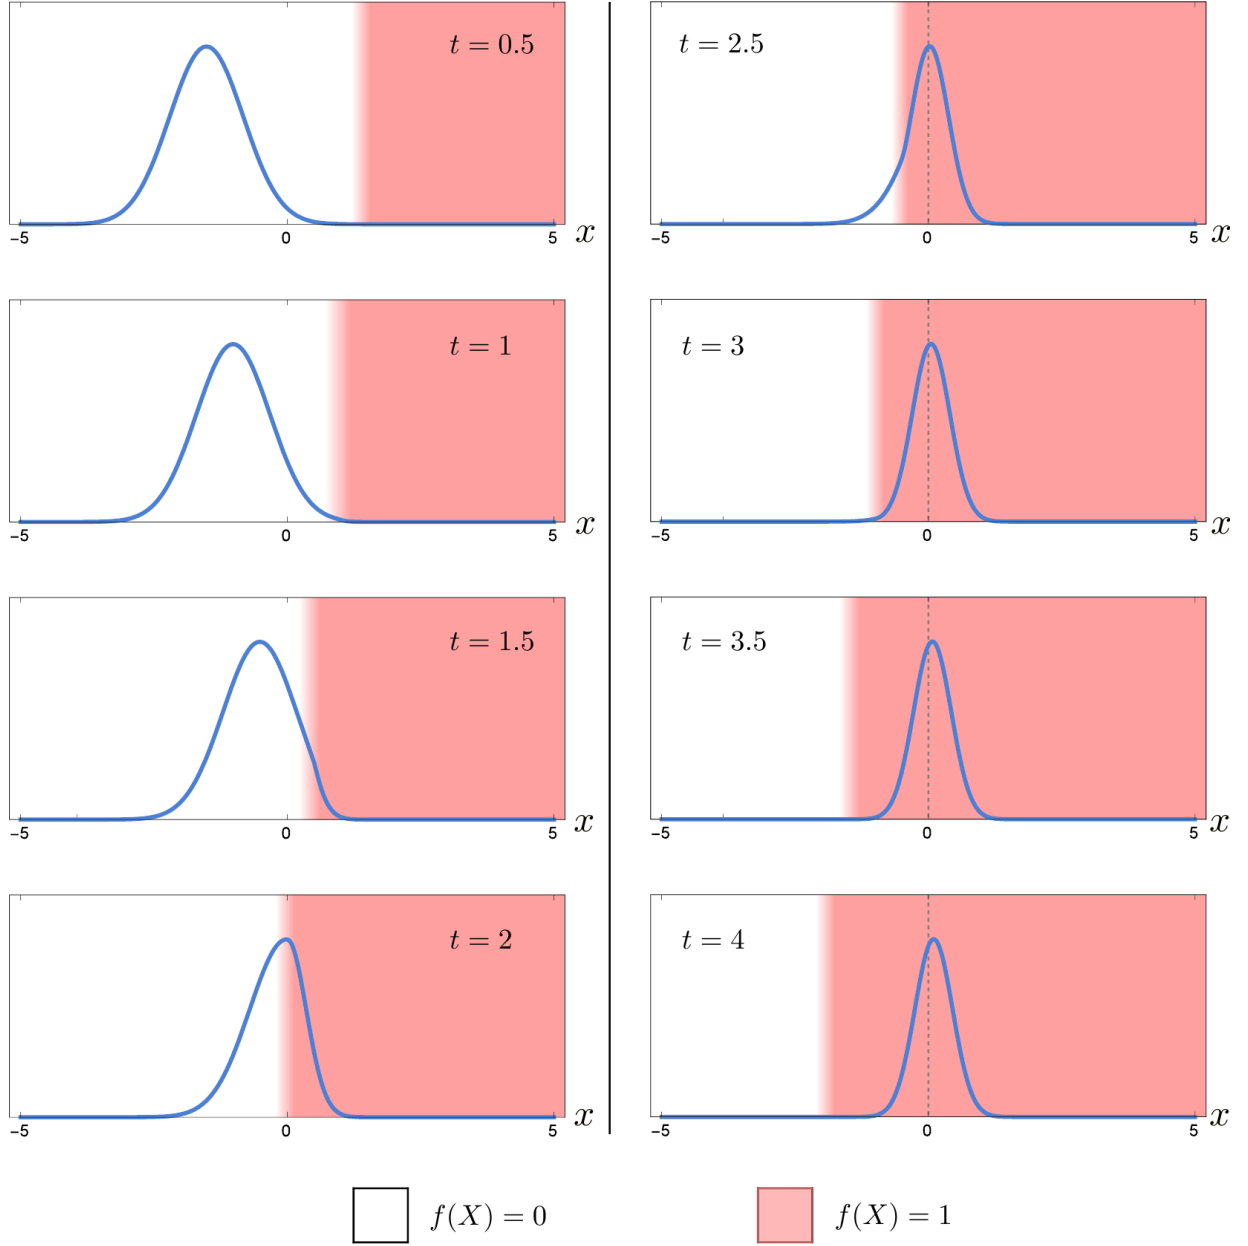 t = 0.5
-5 0 5 x
t = 1
-5 0 5 x
t = 1.5
-5 0 5 x
t = 2
-5 0 5 x
t = 2.5
-5 0 5 x
t = 3
-5 0 5 x
t = 3.5
-5 0 5 x
t = 4
-5 0 5 x
f(X) = 0
f(X) = 1